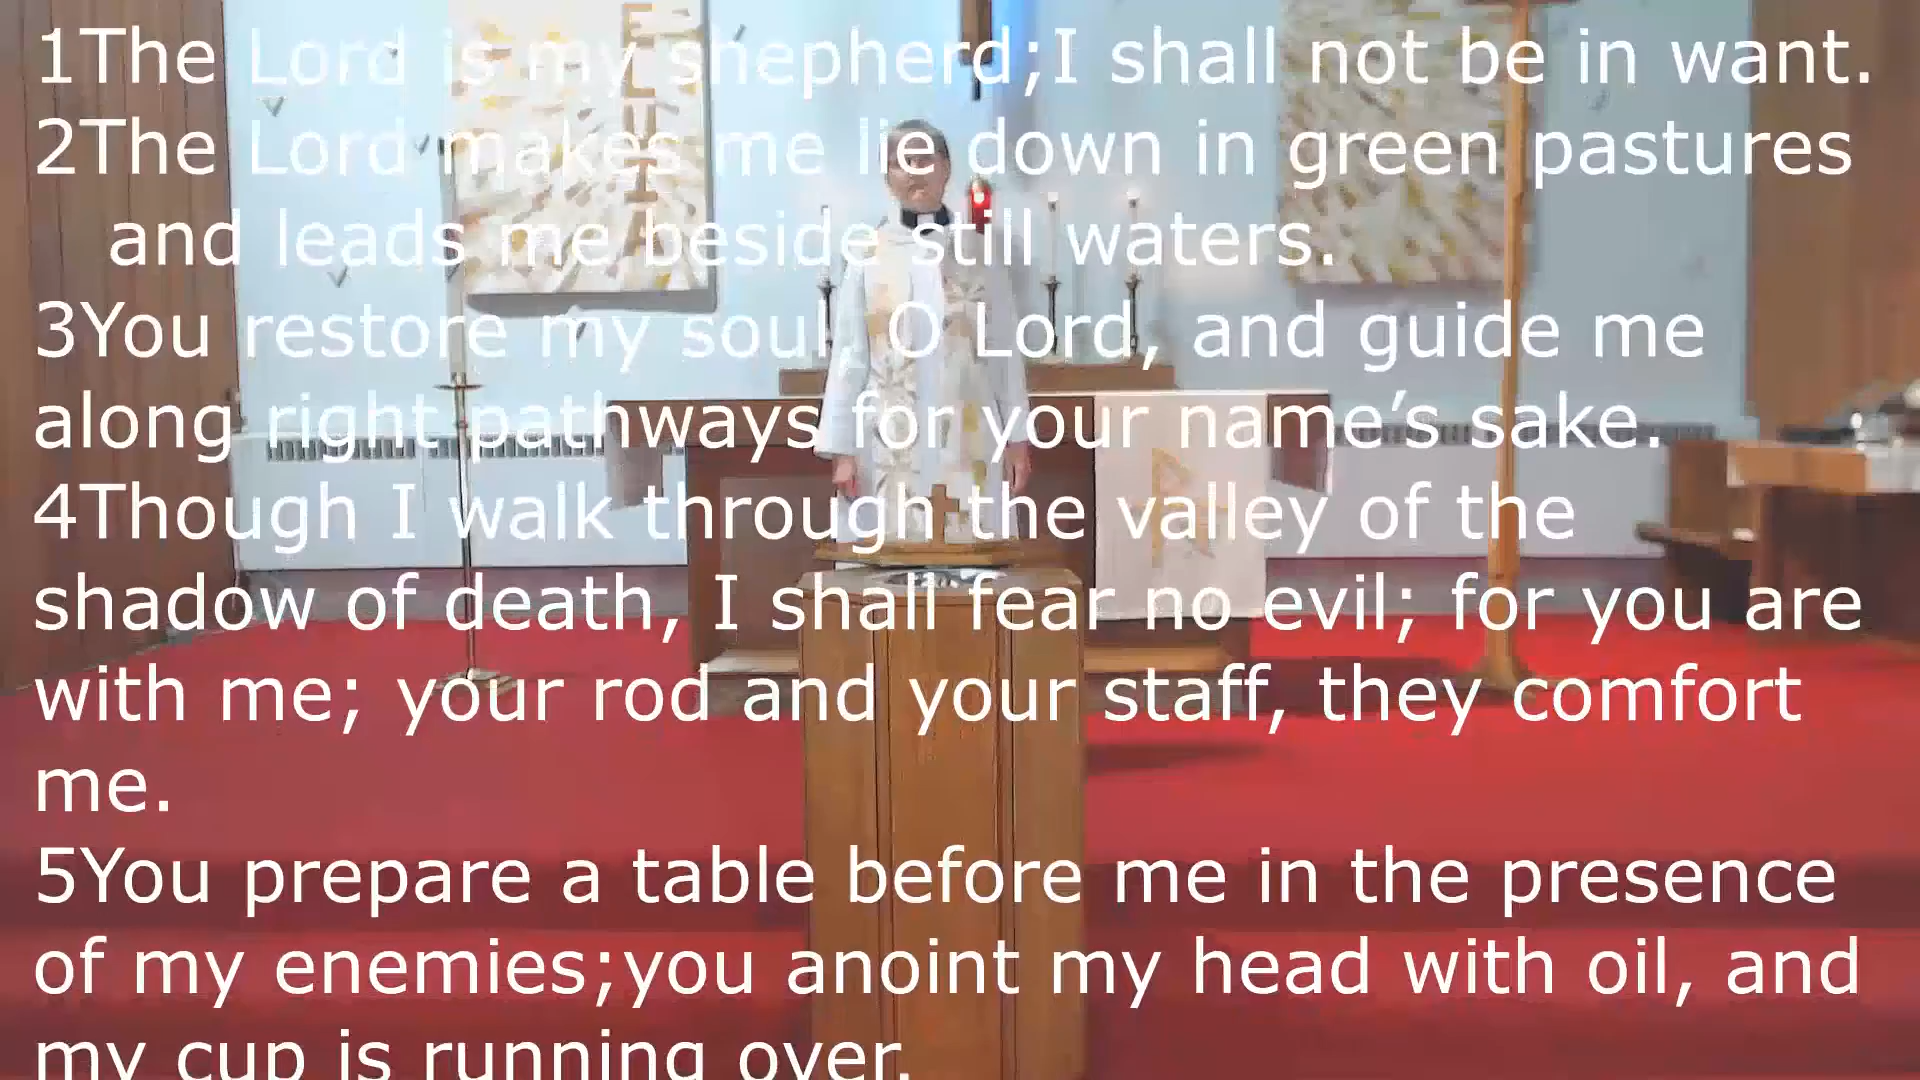 1The Lord is my shepherd;I shall not be in want.
2The Lord makes me lie down in green pastures
and leads me beside still waters.
3You restore my soul, O Lord, and guide me
along right pathways for your name’s sake.
4Though I walk through the valley of the
shadow of death, I shall fear no evil; for you are
with me; your rod and your staff, they comfort
me.
5You prepare a table before me in the presence
of my enemies;you anoint my head with oil, and
my cup is running over.